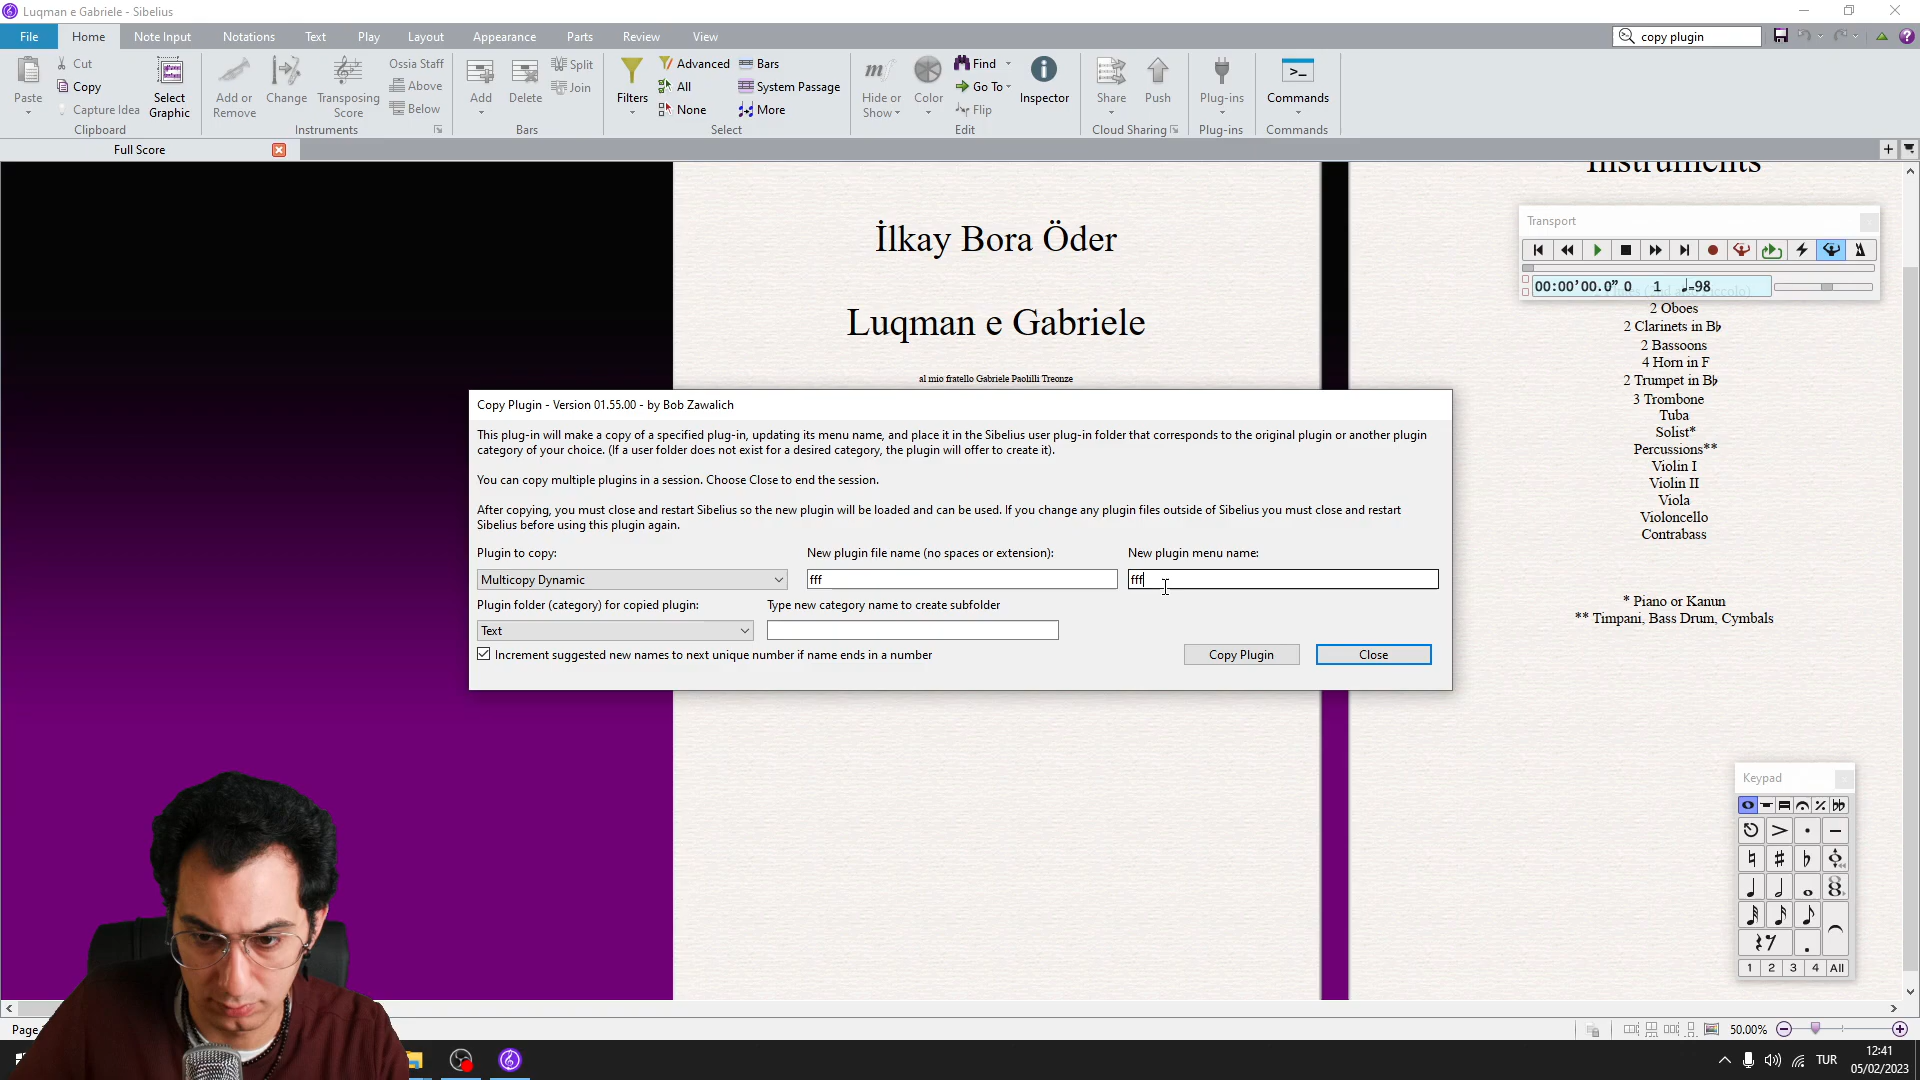 Luqman e Gabriele - Sibelius
File
Home
Note Input
Notations
Text
Play
Layout
Appearance
Parts
Review
View
copy plugin
Paste
Cut
Copy
Capture Idea
Select Graphic
Clipboard
Add or Remove
Change
Transposing Score
Ossia Staff
Above
Below
Instruments
Add
Delete
Split
Join
Bars
Filters
Advanced
All
None
Bars
System Passage
More
Select
Hide or Show
Color
Find
Go To
Flip
Inspector
Edit
Share
Push
Cloud Sharing
Plug-ins
Plug-ins
Commands
Commands
Full Score
İlkay Bora Öder
Luqman e Gabriele
al mio fratello Gabriele Paolilli Treonze
Instruments
Transport
00:00'00.0" 0 1 ♩=98
2 Oboes
2 Clarinets in B♭
2 Bassoons
4 Horn in F
2 Trumpet in B♭
3 Trombone
Tuba
Solist*
Percussions**
Violin I
Violin II
Viola
Violoncello
Contrabass
* Piano or Kanun
** Timpani, Bass Drum, Cymbals
Copy Plugin - Version 01.55.00 - by Bob Zawalich
This plug-in will make a copy of a specified plug-in, updating its menu name, and place it in the Sibelius user plug-in folder that corresponds to the original plugin or another plugin
category of your choice. (If a user folder does not exist for a desired category, the plugin will offer to create it).
You can copy multiple plugins in a session. Choose Close to end the session.
After copying, you must close and restart Sibelius so the new plugin will be loaded and can be used. If you change any plugin files outside of Sibelius you must close and restart
Sibelius before using this plugin again.
Plugin to copy:
New plugin file name (no spaces or extension):
New plugin menu name:
Multicopy Dynamic
fff
fff
Plugin folder (category) for copied plugin:
Type new category name to create subfolder
Text
Increment suggested new names to next unique number if name ends in a number
Copy Plugin
Close
Keypad
1 2 3 4 All
Page
50.00%
TUR
12:41
05/02/2023